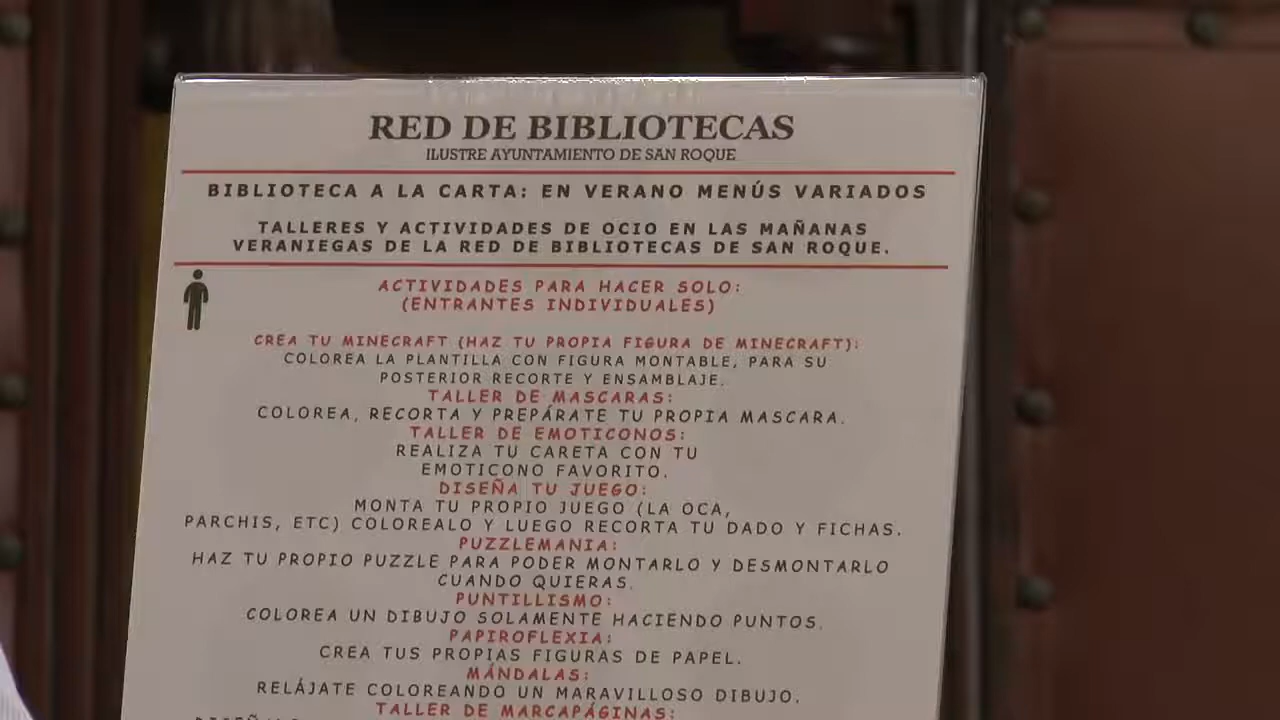 RED DE BIBLIOTECAS
ILUSTRE AYUNTAMIENTO DE SAN ROQUE
BIBLIOTECA A LA CARTA: EN VERANO MENÚS VARIADOS
TALLERES Y ACTIVIDADES DE OCIO EN LAS MAÑANAS
VERANIEGAS DE LA RED DE BIBLIOTECAS DE SAN ROQUE.
ACTIVIDADES PARA HACER SOLO:
(ENTRANTES INDIVIDUALES)
CREA TU MINECRAFT (HAZ TU PROPIA FIGURA DE MINECRAFT):
COLOREA LA PLANTILLA CON FIGURA MONTABLE, PARA SU
POSTERIOR RECORTE Y ENSAMBLAJE.
TALLER DE MASCARAS:
COLOREA, RECORTA Y PREPÁRATE TU PROPIA MASCARA.
TALLER DE EMOTICONOS:
REALIZA TU CARETA CON TU
EMOTICONO FAVORITO.
DISEÑA TU JUEGO:
MONTA TU PROPIO JUEGO (LA OCA,
PARCHIS, ETC) COLOREALO Y LUEGO RECORTA TU DADO Y FICHAS.
PUZZLEMANIA:
HAZ TU PROPIO PUZZLE PARA PODER MONTARLO Y DESMONTARLO
CUANDO QUIERAS.
PUNTILLISMO:
COLOREA UN DIBUJO SOLAMENTE HACIENDO PUNTOS.
PAPIROFLEXIA:
CREA TUS PROPIAS FIGURAS DE PAPEL.
MÁNDALAS:
RELÁJATE COLOREANDO UN MARAVILLOSO DIBUJO.
TALLER DE MARCAPÁGINAS: